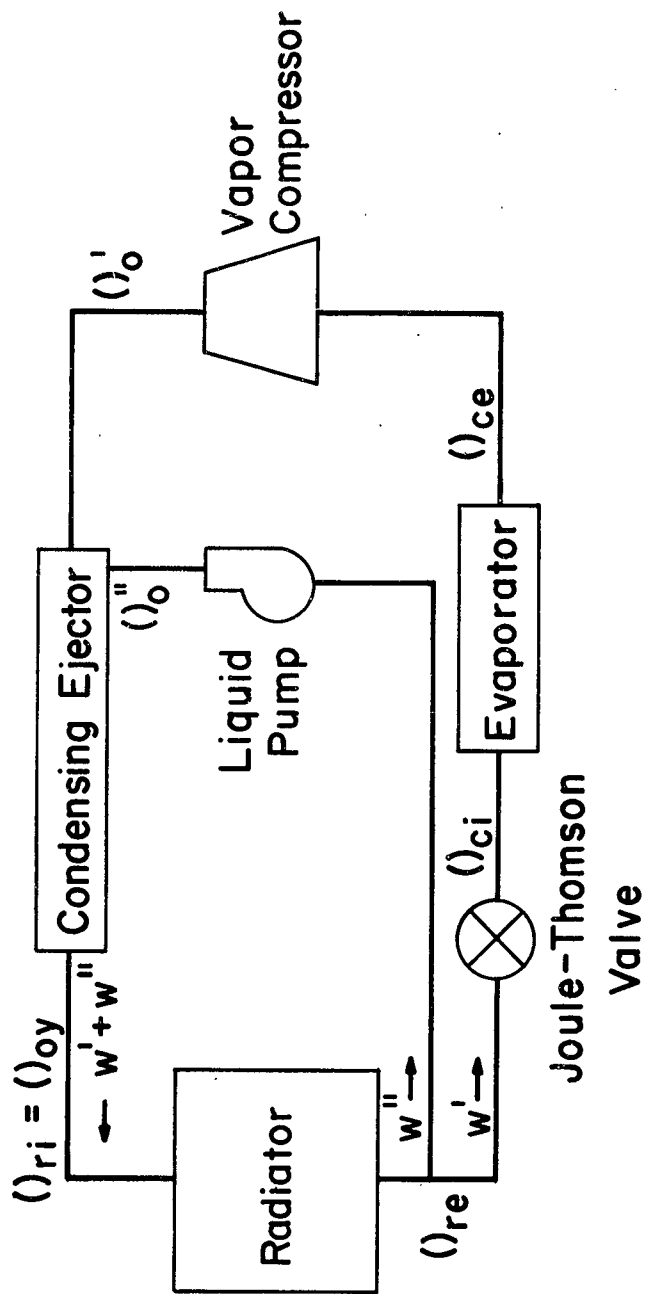 ()ri = ()oy
w' + w"
Condensing Ejector
()o'
()o"
Vapor
Compressor
Liquid
Pump
Radiator
w"
w'
()re
()ci
()ce
Evaporator
Joule-Thomson
Valve